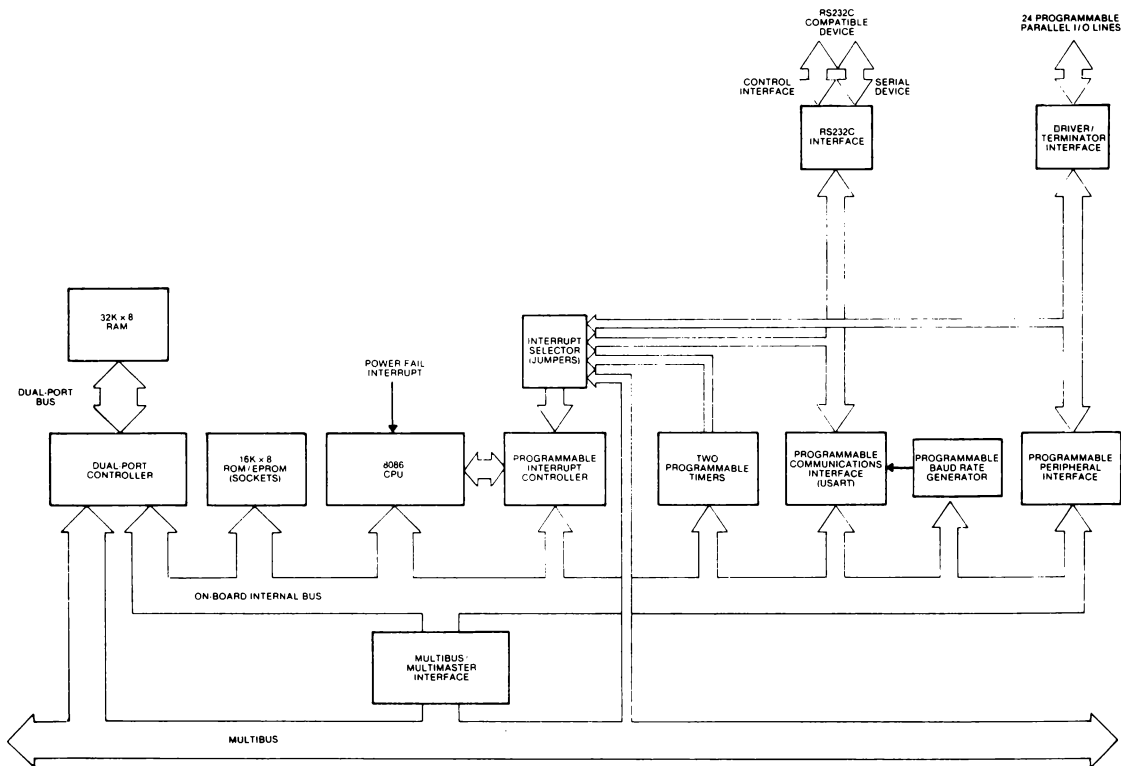 RS232C
COMPATIBLE
DEVICE
24 PROGRAMMABLE
PARALLEL I/O LINES
CONTROL
INTERFACE
SERIAL
DEVICE
RS232C
INTERFACE
DRIVER/
TERMINATOR
INTERFACE
32K × 8
RAM
INTERRUPT
SELECTOR
(JUMPERS)
POWER FAIL
INTERRUPT
DUAL-PORT
BUS
DUAL-PORT
CONTROLLER
16K × 8
ROM/EPROM
(SOCKETS)
8086
CPU
PROGRAMMABLE
INTERRUPT
CONTROLLER
TWO
PROGRAMMABLE
TIMERS
PROGRAMMABLE
COMMUNICATIONS
INTERFACE
(USART)
PROGRAMMABLE
BAUD RATE
GENERATOR
PROGRAMMABLE
PERIPHERAL
INTERFACE
ON-BOARD INTERNAL BUS
MULTIBUS
MULTIMASTER
INTERFACE
MULTIBUS